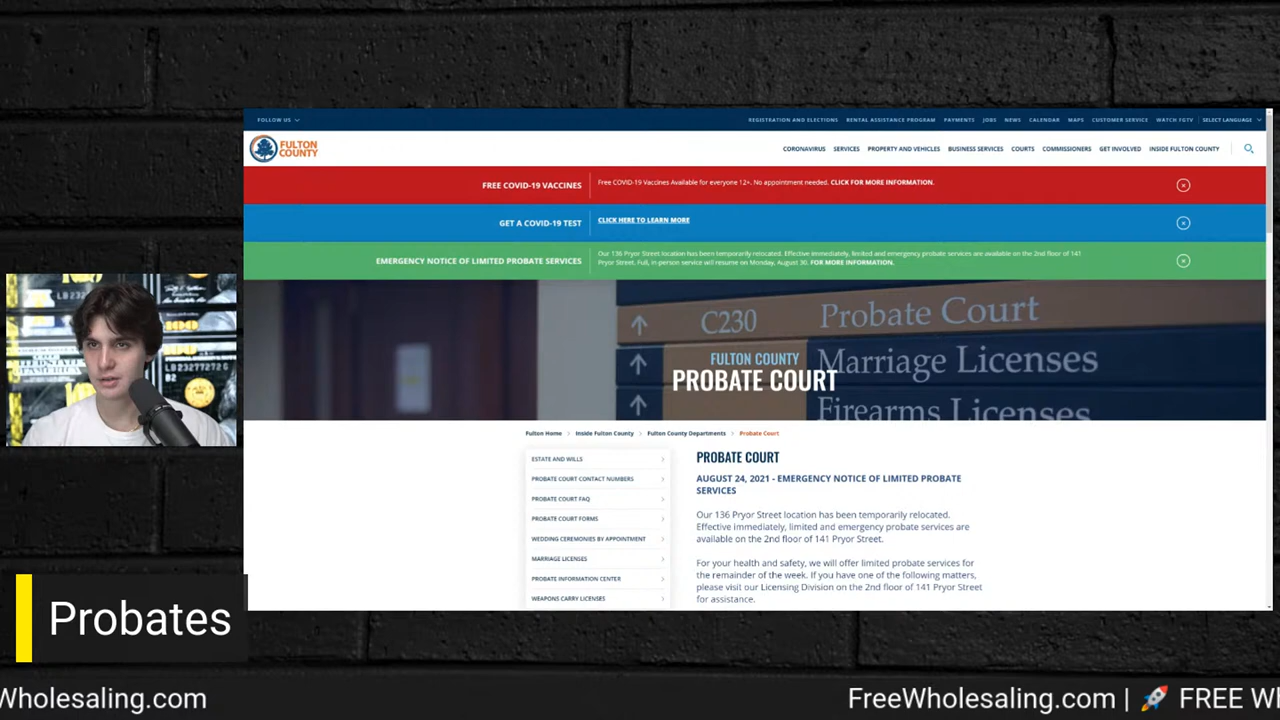 FOLLOW US
REGISTRATION AND ELECTIONS RENTAL ASSISTANCE PROGRAM PAYMENTS JOBS NEWS CALENDAR MAPS CUSTOMER SERVICE WATCH FGTV SELECT LANGUAGE
FULTON
COUNTY
CORONAVIRUS SERVICES PROPERTY AND VEHICLES BUSINESS SERVICES COURTS COMMISSIONERS GET INVOLVED INSIDE FULTON COUNTY
FREE COVID-19 VACCINES
Free COVID-19 Vaccines Available for everyone 12+. No appointment needed. CLICK FOR MORE INFORMATION.
GET A COVID-19 TEST
CLICK HERE TO LEARN MORE
EMERGENCY NOTICE OF LIMITED PROBATE SERVICES
Our 136 Pryor Street location has been temporarily relocated. Effective immediately, limited and emergency probate services are available on the 2nd floor of 141
Pryor Street. Full, in-person service will resume on Monday, August 30. FOR MORE INFORMATION.
C230 Probate Court
Marriage Licenses
Firearms Licenses
FULTON COUNTY
PROBATE COURT
Fulton Home > Inside Fulton County > Fulton County Departments > Probate Court
ESTATE AND WILLS
PROBATE COURT CONTACT NUMBERS
PROBATE COURT FAQ
PROBATE COURT FORMS
WEDDING CEREMONIES BY APPOINTMENT
MARRIAGE LICENSES
PROBATE INFORMATION CENTER
WEAPONS CARRY LICENSES
PROBATE COURT
AUGUST 24, 2021 - EMERGENCY NOTICE OF LIMITED PROBATE
SERVICES
Our 136 Pryor Street location has been temporarily relocated.
Effective immediately, limited and emergency probate services are
available on the 2nd floor of 141 Pryor Street.
For your health and safety, we will offer limited probate services for
the remainder of the week. If you have one of the following matters,
please visit our Licensing Division on the 2nd floor of 141 Pryor Street
for assistance.
Probates
Wholesaling.com
FreeWholesaling.com | 🚀 FREE